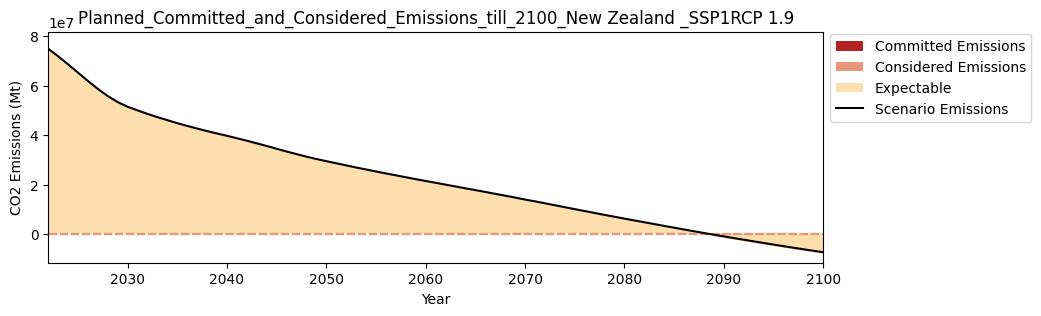 Planned_Committed_and_Considered_Emissions_till_2100_New Zealand _SSP1RCP 1.9
1e7
8
6
4
2
0
CO2 Emissions (Mt)
2030 2040 2050 2060 2070 2080 2090 2100
Year
Committed Emissions
Considered Emissions
Expectable
Scenario Emissions